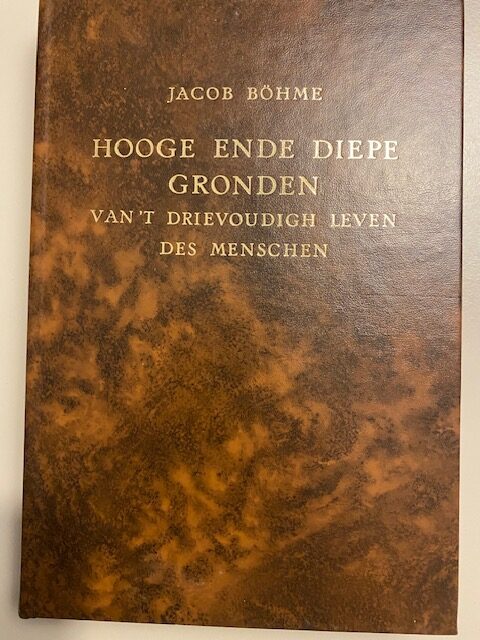 JACOB BÖHME
HOOGE ENDE DIEPE
GRONDEN
VAN'T DRIEVOUDIGH LEVEN
DES MENSCHEN